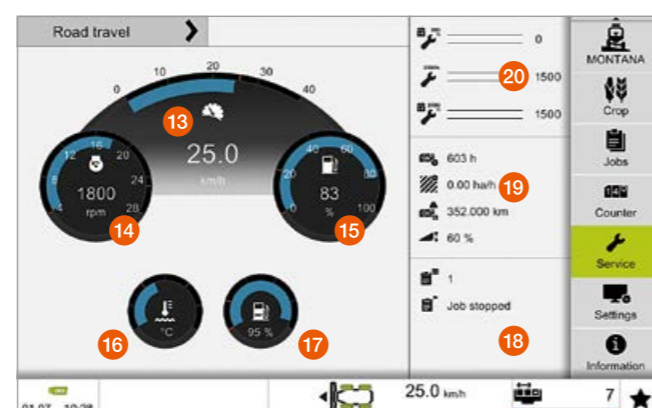 Road travel
0
10
20
30
40
13
25.0
km/h
4
8
12
16
20
24
28
1800
rpm
14
0
20
40
60
80
100
83
%
15
°C
16
95 %
17
0
1500
20
1500
603 h
0.00 ha/h
19
352.000 km
60 %
1
Job stopped
18
MONTANA
Crop
Jobs
Counter
Service
Settings
Information
25.0 km/h
7